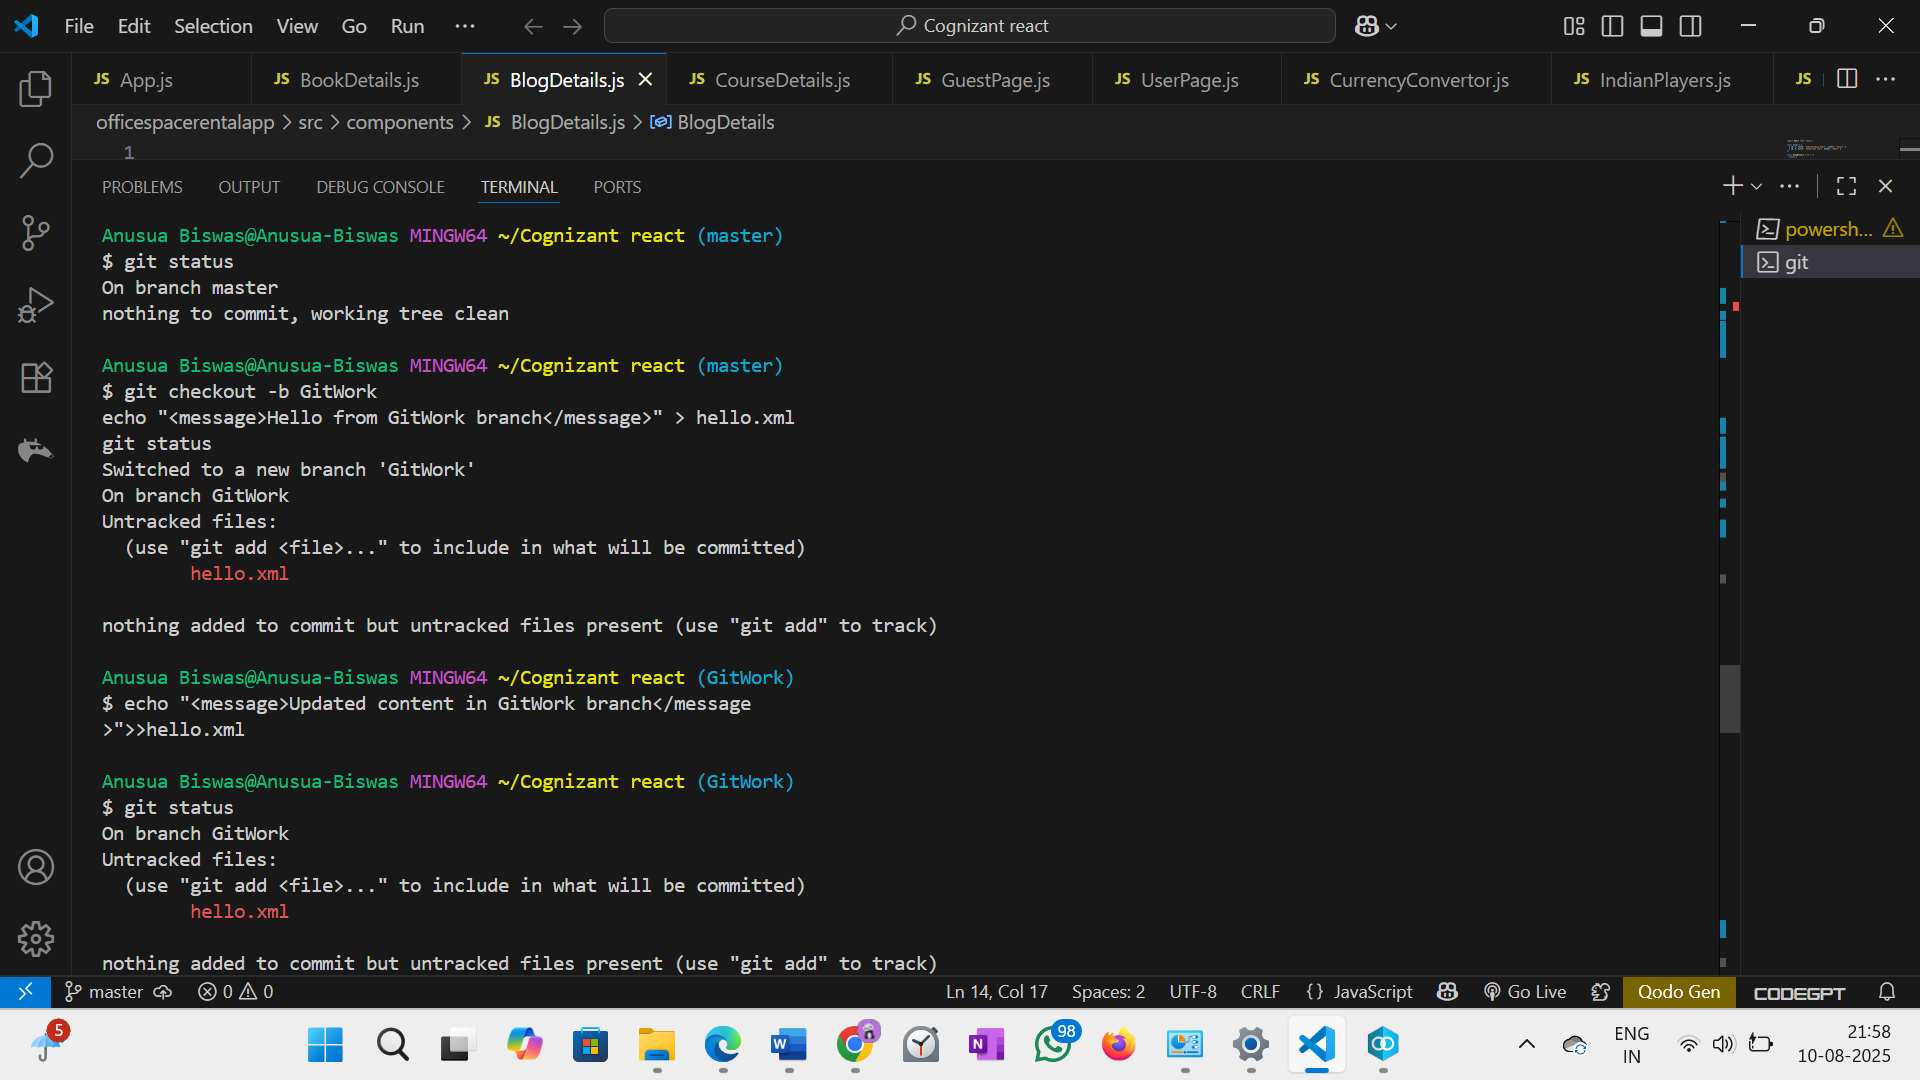 File Edit Selection View Go Run ···
Cognizant react
JS App.js
JS BookDetails.js
JS BlogDetails.js
JS CourseDetails.js
JS GuestPage.js
JS UserPage.js
JS CurrencyConvertor.js
JS IndianPlayers.js
JS
officespacerentalapp > src > components > JS BlogDetails.js > BlogDetails
1
PROBLEMS OUTPUT DEBUG CONSOLE TERMINAL PORTS
powersh...
git
Anusua Biswas@Anusua-Biswas MINGW64 ~/Cognizant react (master)
$ git status
On branch master
nothing to commit, working tree clean
Anusua Biswas@Anusua-Biswas MINGW64 ~/Cognizant react (master)
$ git checkout -b GitWork
echo "<message>Hello from GitWork branch</message>" > hello.xml
git status
Switched to a new branch 'GitWork'
On branch GitWork
Untracked files:
(use "git add <file>..." to include in what will be committed)
hello.xml
nothing added to commit but untracked files present (use "git add" to track)
Anusua Biswas@Anusua-Biswas MINGW64 ~/Cognizant react (GitWork)
$ echo "<message>Updated content in GitWork branch</message
>">>hello.xml
Anusua Biswas@Anusua-Biswas MINGW64 ~/Cognizant react (GitWork)
$ git status
On branch GitWork
Untracked files:
(use "git add <file>..." to include in what will be committed)
hello.xml
nothing added to commit but untracked files present (use "git add" to track)
master 0 0 Ln 14, Col 17 Spaces: 2 UTF-8 CRLF {} JavaScript Go Live Qodo Gen CODEGPT
5
98
ENG
IN
21:58
10-08-2025